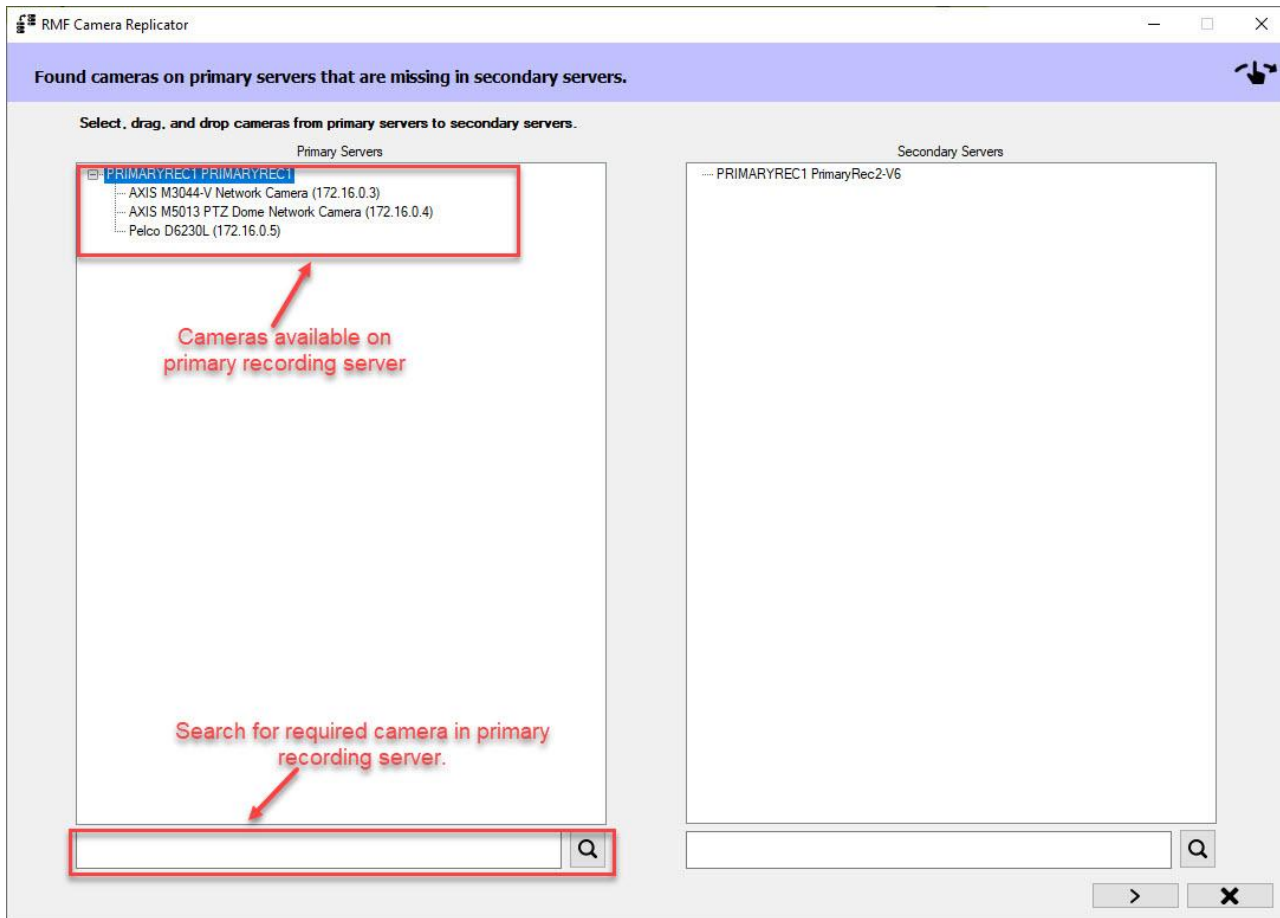 RMF Camera Replicator
Found cameras on primary servers that are missing in secondary servers.
Select, drag, and drop cameras from primary servers to secondary servers.
Primary Servers
PRIMARYREC1 PRIMARYREC1
AXIS M3044-V Network Camera (172.16.0.3)
AXIS M5013 PTZ Dome Network Camera (172.16.0.4)
Pelco D6230L (172.16.0.5)
Cameras available on
primary recording server
Search for required camera in primary
recording server.
Secondary Servers
PRIMARYREC1 PrimaryRec2-V6